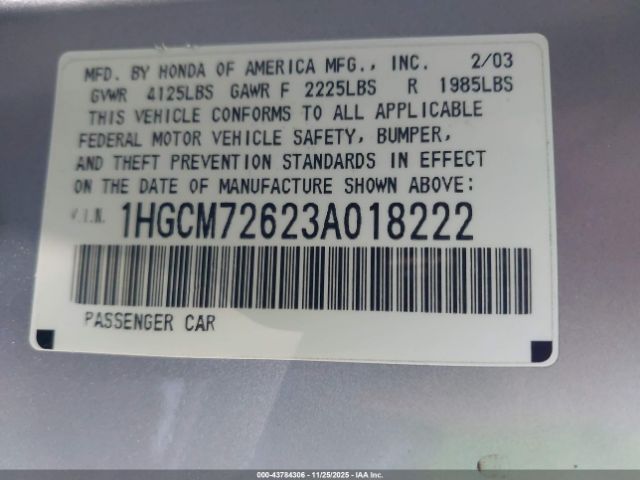 MFD. BY HONDA OF AMERICA MFG., INC. 2/03
GVWR 4125LBS GAWR F 2225LBS R 1985LBS
THIS VEHICLE CONFORMS TO ALL APPLICABLE
FEDERAL MOTOR VEHICLE SAFETY, BUMPER,
AND THEFT PREVENTION STANDARDS IN EFFECT
ON THE DATE OF MANUFACTURE SHOWN ABOVE:
V.I.N. 1HGCM72623A018222
PASSENGER CAR
000-43784306 - 11/25/2025 - IAA Inc.